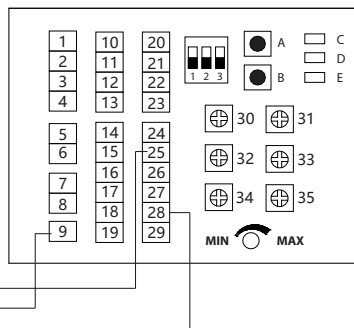 1 10 20 A C
2 11 21 D
3 12 22 1 2 3 B E
4 13 23
30 31
5 14 24
6 15 25
16 26 32 33
7 17 27
8 18 28 34 35
9 19 29 MIN MAX